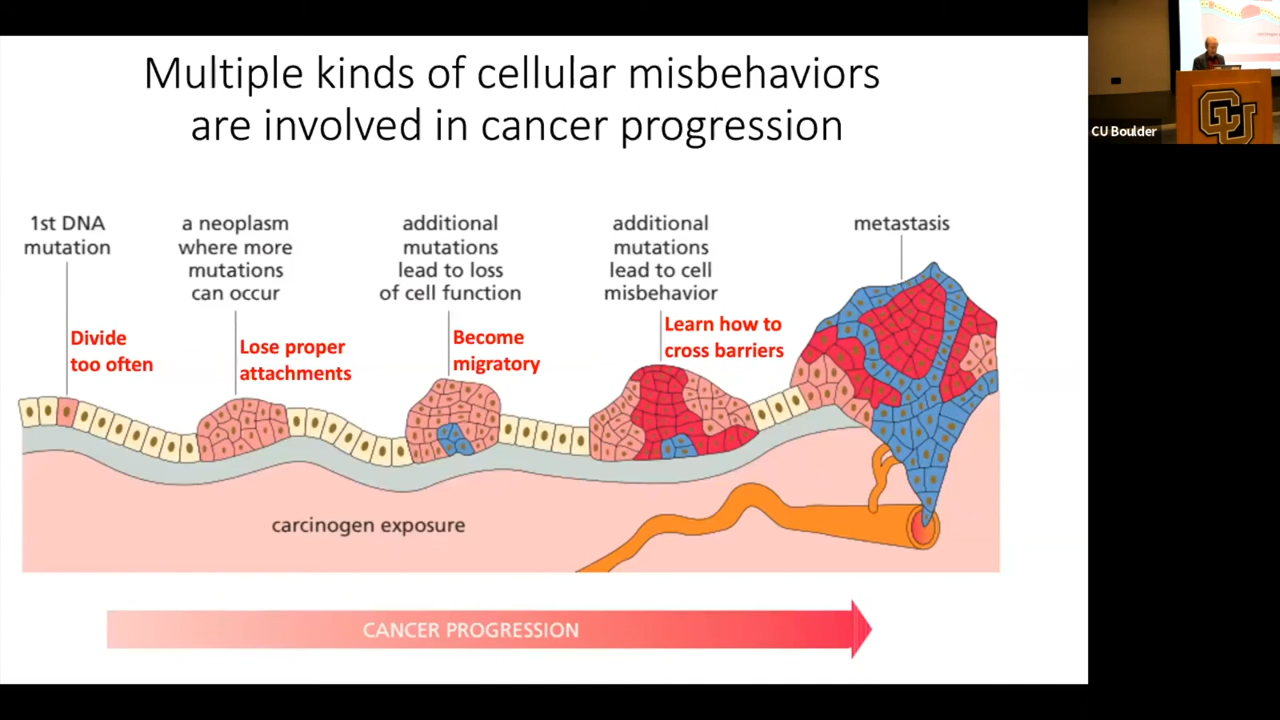 Multiple kinds of cellular misbehaviors
are involved in cancer progression
1st DNA
mutation
Divide
too often
a neoplasm
where more
mutations
can occur
Lose proper
attachments
additional
mutations
lead to loss
of cell function
Become
migratory
additional
mutations
lead to cell
misbehavior
Learn how to
cross barriers
metastasis
carcinogen exposure
CANCER PROGRESSION
CU Boulder
CU